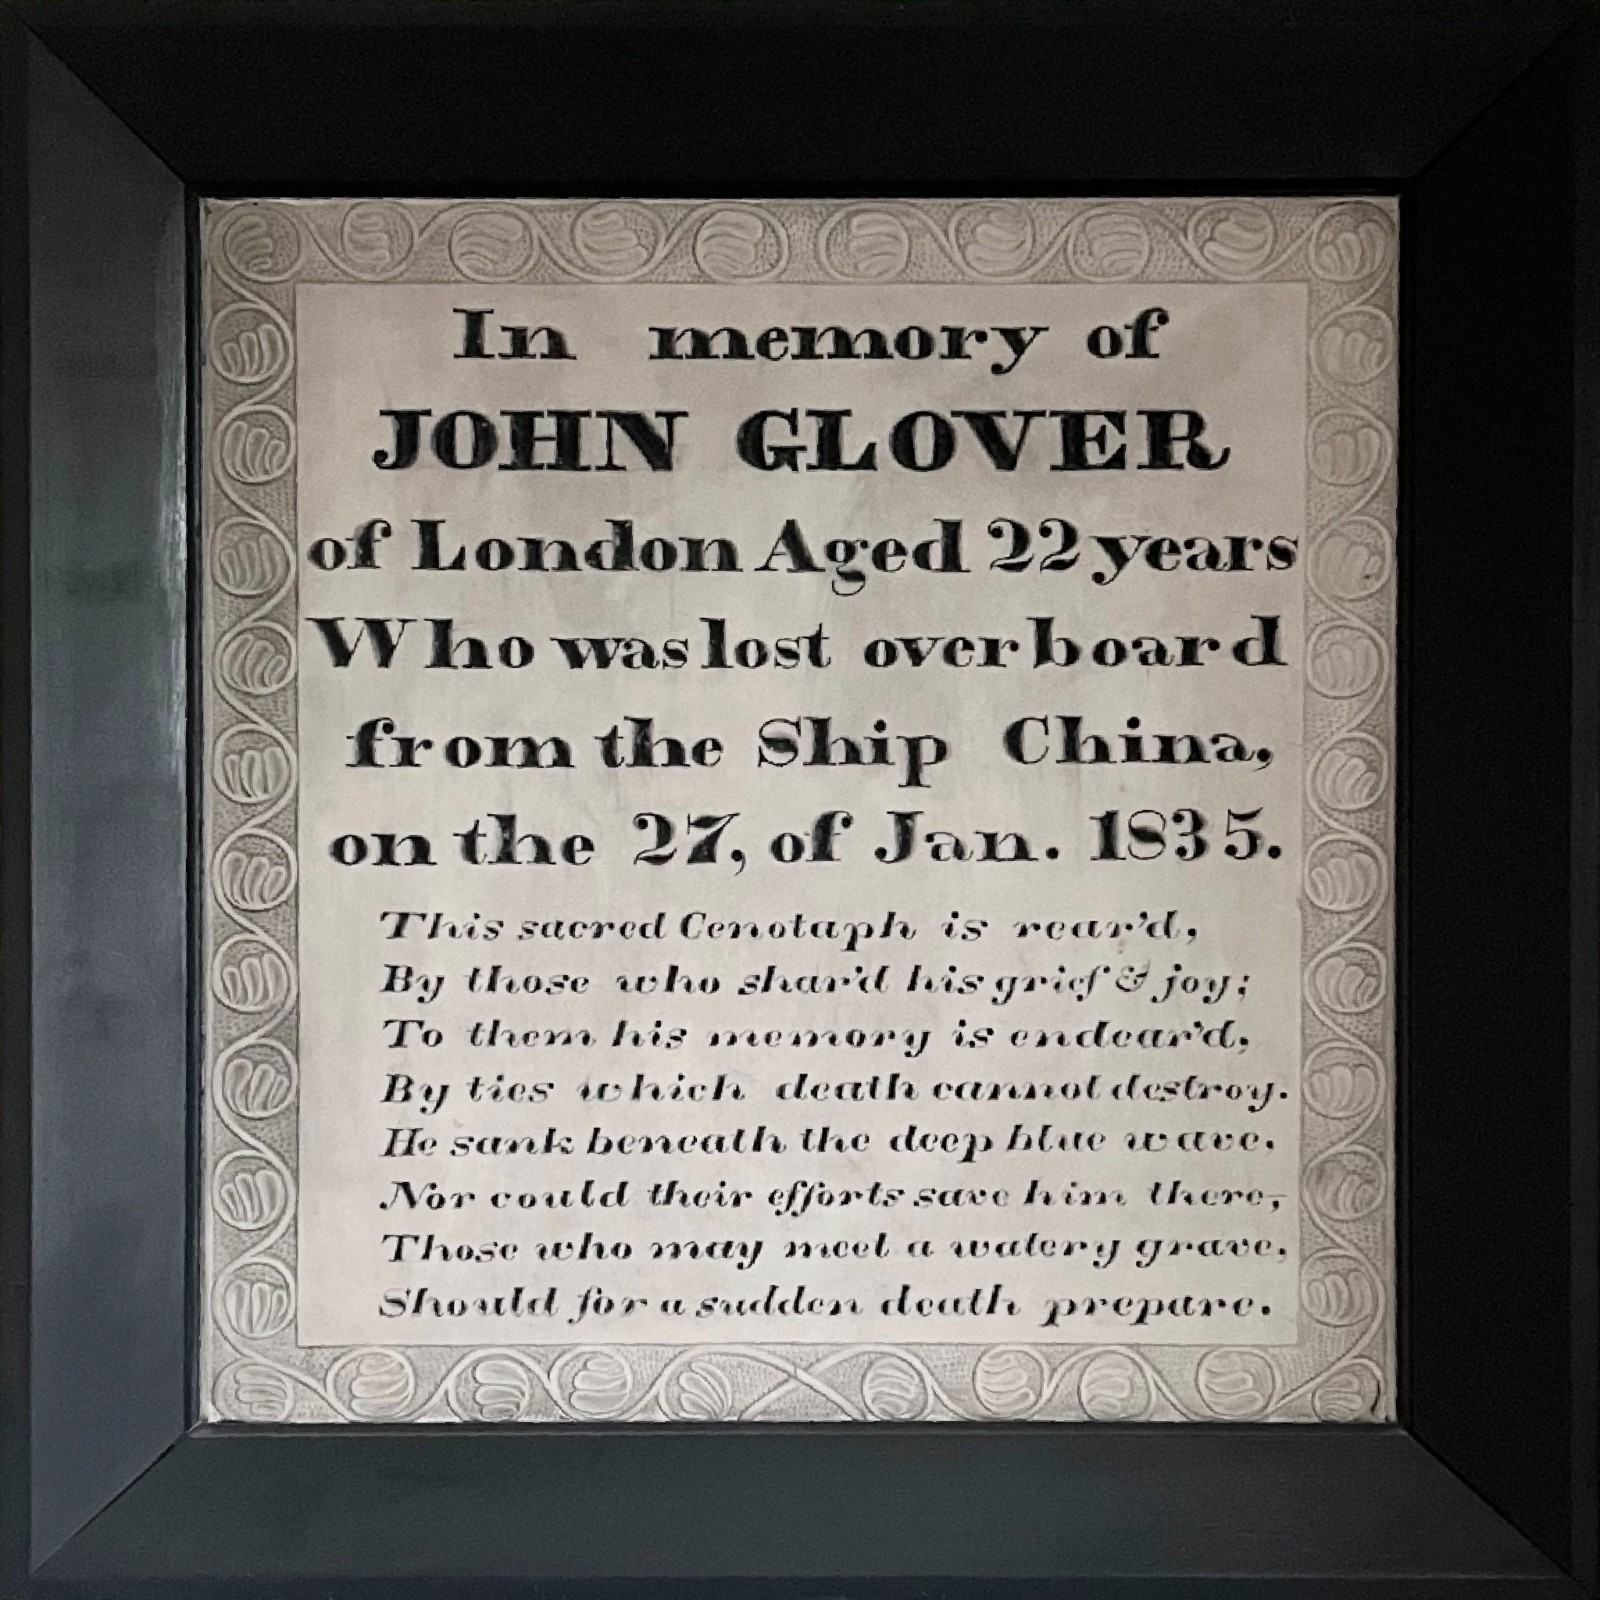 In memory of
JOHN GLOVER
of London Aged 22 years
Who was lost overboard
from the Ship China,
on the 27, of Jan. 1835.
This sacred Cenotaph is rear'd,
By those who shar'd his grief & joy;
To them his memory is endear'd,
By ties which death cannot destroy.
He sank beneath the deep blue wave,
Nor could their efforts save him there,
Those who may meet a watery grave,
Should for a sudden death prepare.